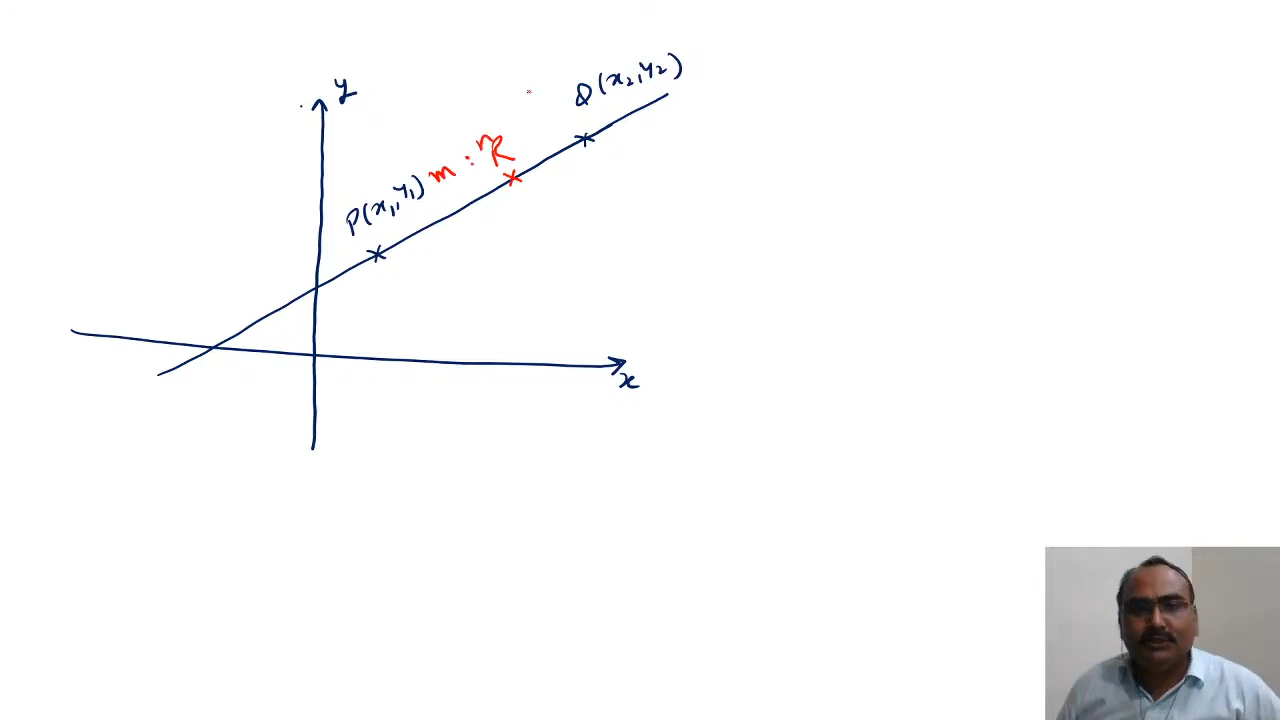 y
Q(x₂,y₂)
m : n R
P(x₁,y₁)
x